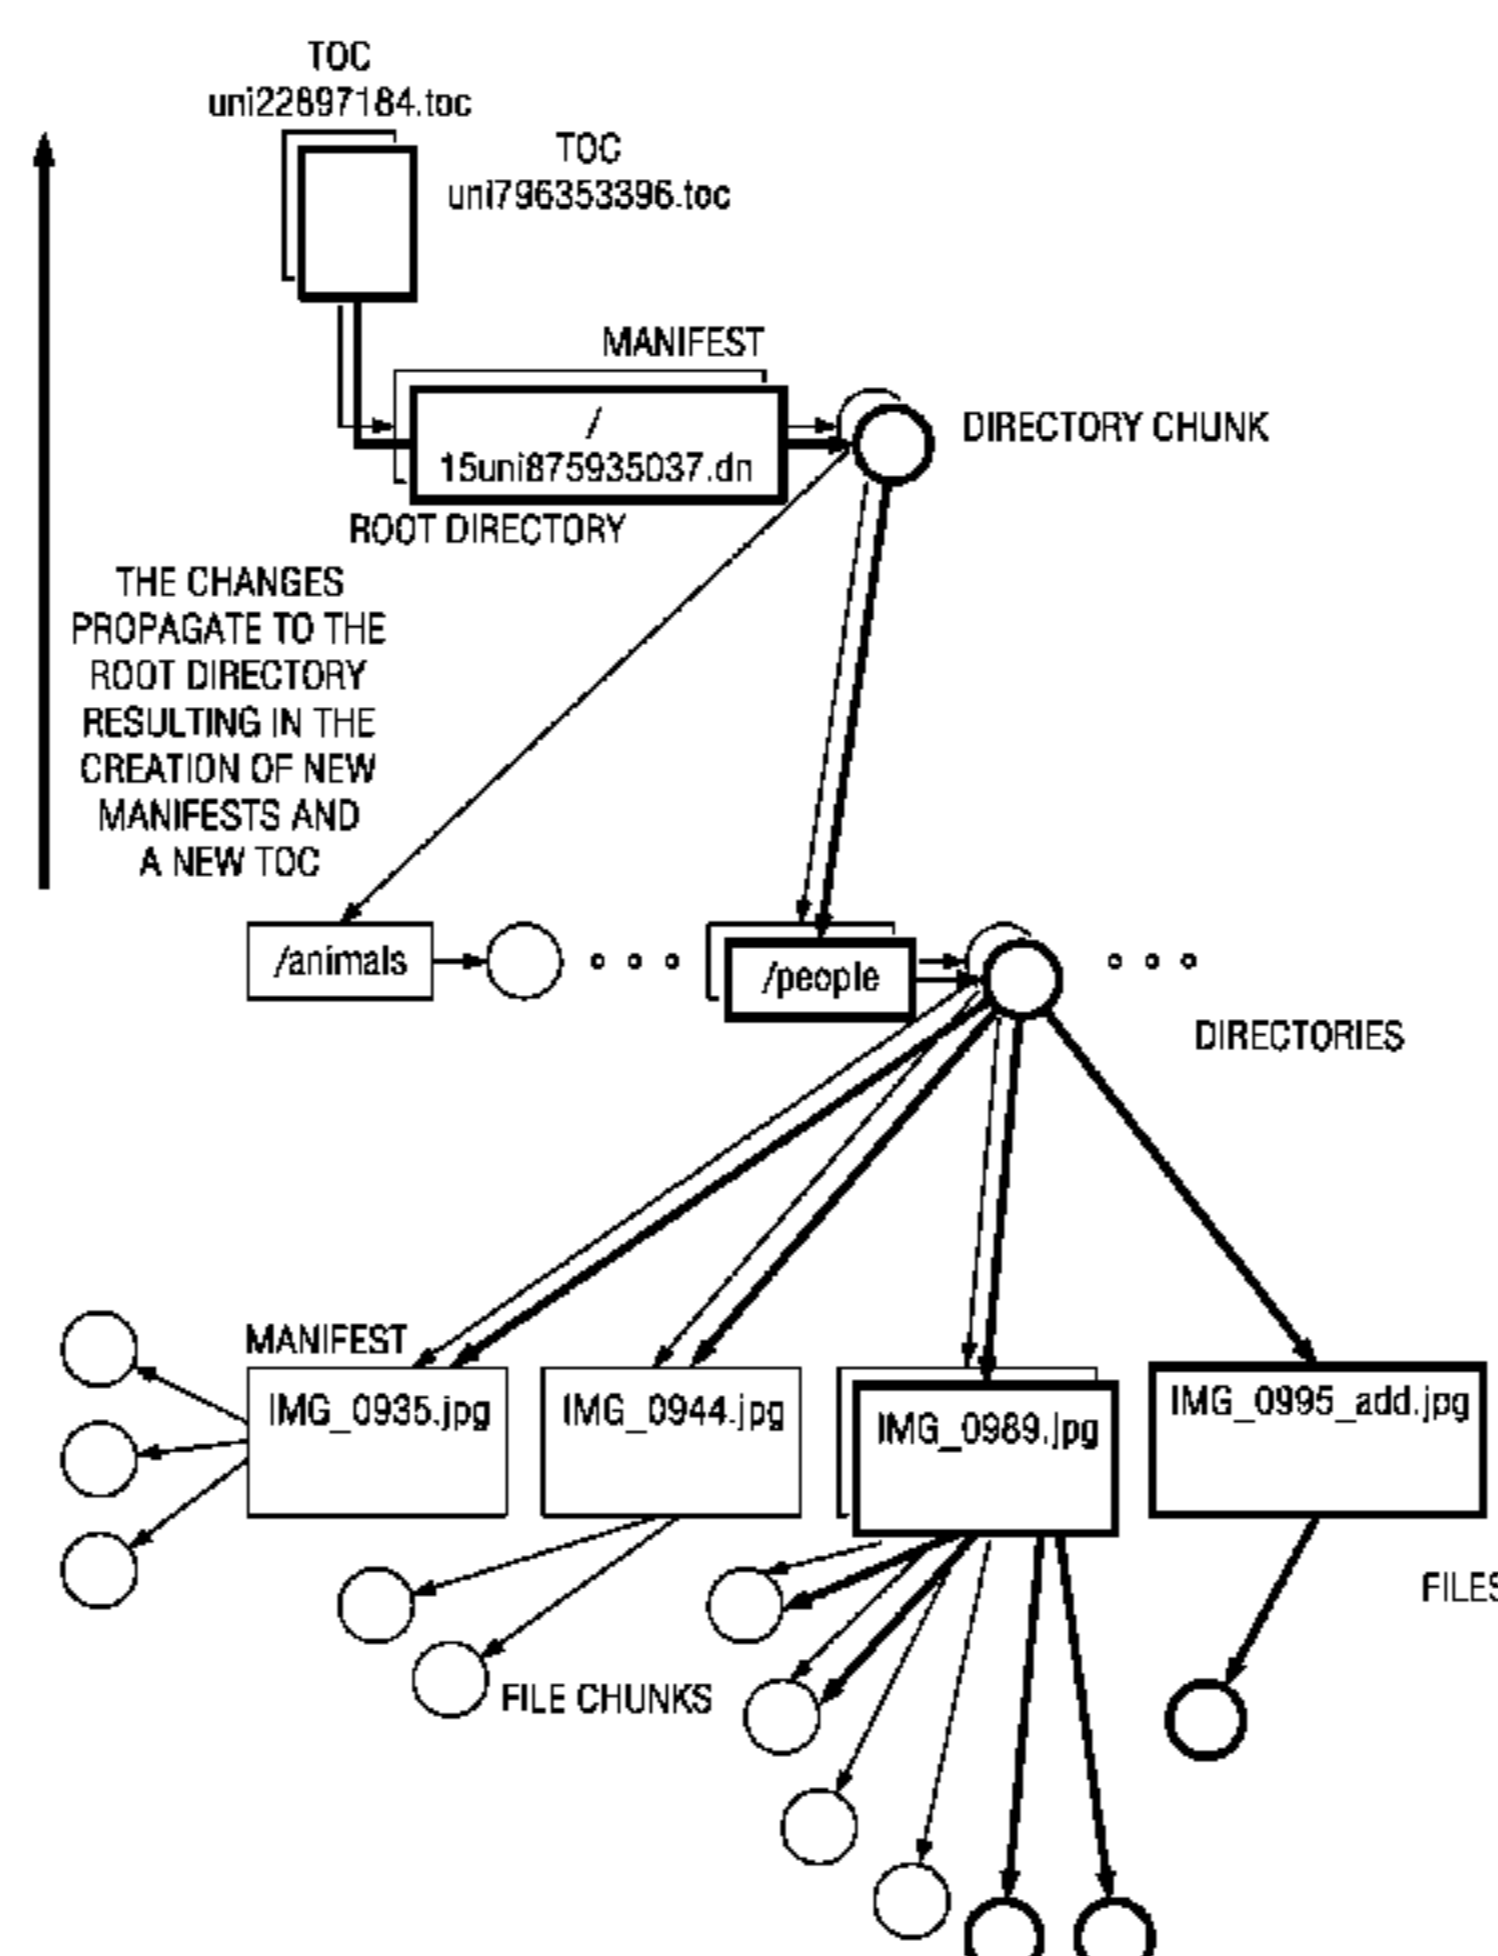 TOC
uni22897184.toc
TOC
uni796353396.toc
MANIFEST
/
15uni875935037.dn
DIRECTORY CHUNK
ROOT DIRECTORY
THE CHANGES
PROPAGATE TO THE
ROOT DIRECTORY
RESULTING IN THE
CREATION OF NEW
MANIFESTS AND
A NEW TOC
/animals
/people
DIRECTORIES
MANIFEST
IMG_0935.jpg
IMG_0944.jpg
IMG_0989.jpg
IMG_0995_add.jpg
FILES
FILE CHUNKS